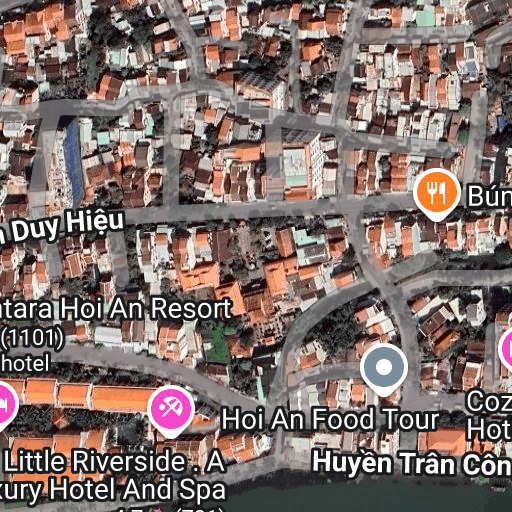 Bún
Duy Hiệu
ntara Hoi An Resort
(1101)
hotel
Hoi An Food Tour
Coz
Hot
Little Riverside . A
xury Hotel And Spa
Huyền Trân Côn